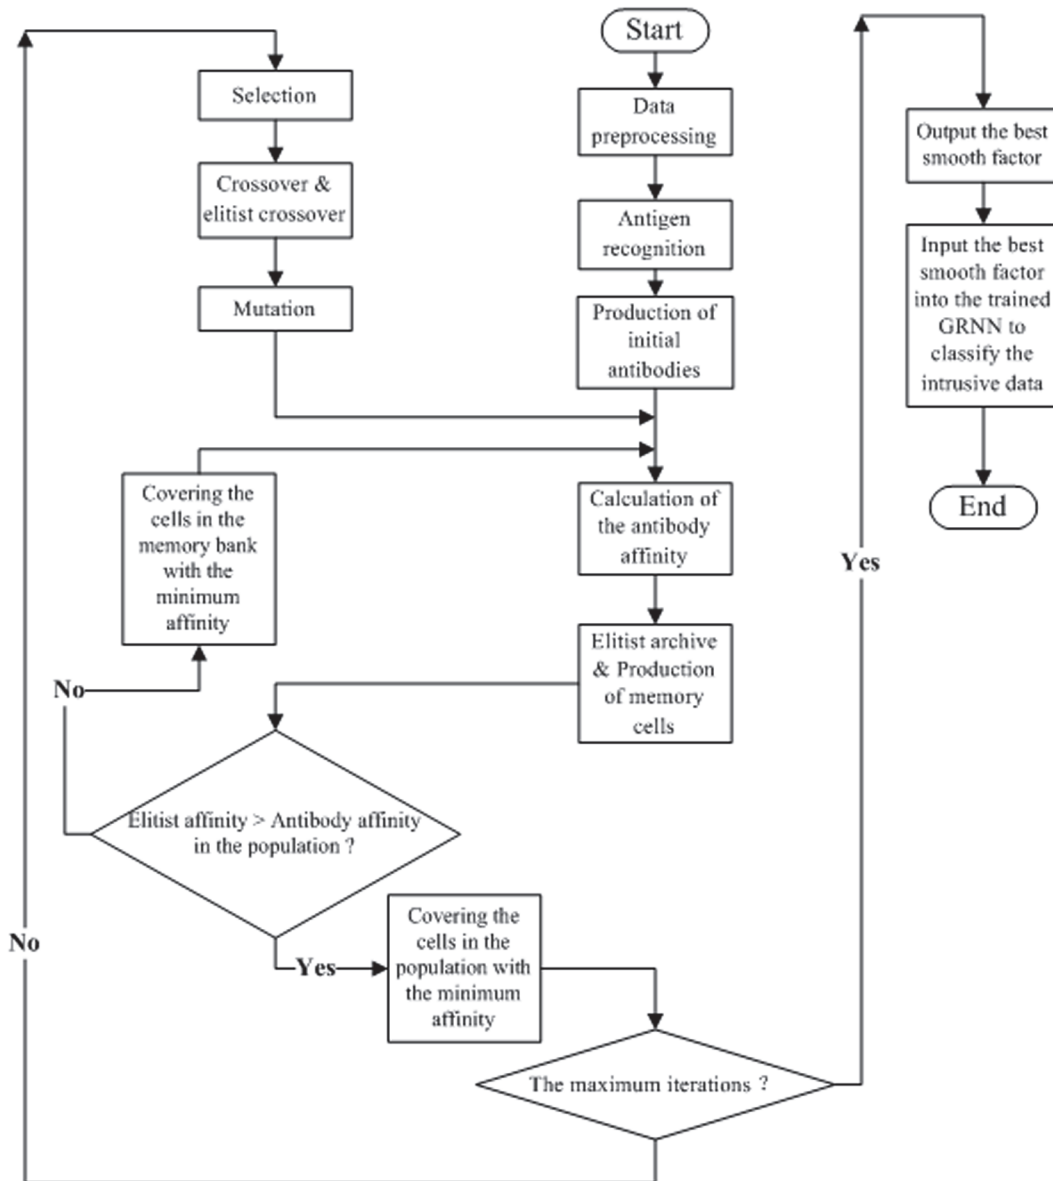 Start
Data
preprocessing
Antigen
recognition
Production of
initial
antibodies
Calculation of
the antibody
affinity
Elitist archive
& Production
of memory
cells
Selection
Crossover &
elitist crossover
Mutation
Covering the
cells in the
memory bank
with the
minimum
affinity
No
Elitist affinity > Antibody affinity
in the population ?
Yes
Covering the
cells in the
population with
the minimum
affinity
The maximum iterations ?
No
Yes
Output the best
smooth factor
Input the best
smooth factor
into the trained
GRNN to
classify the
intrusive data
End